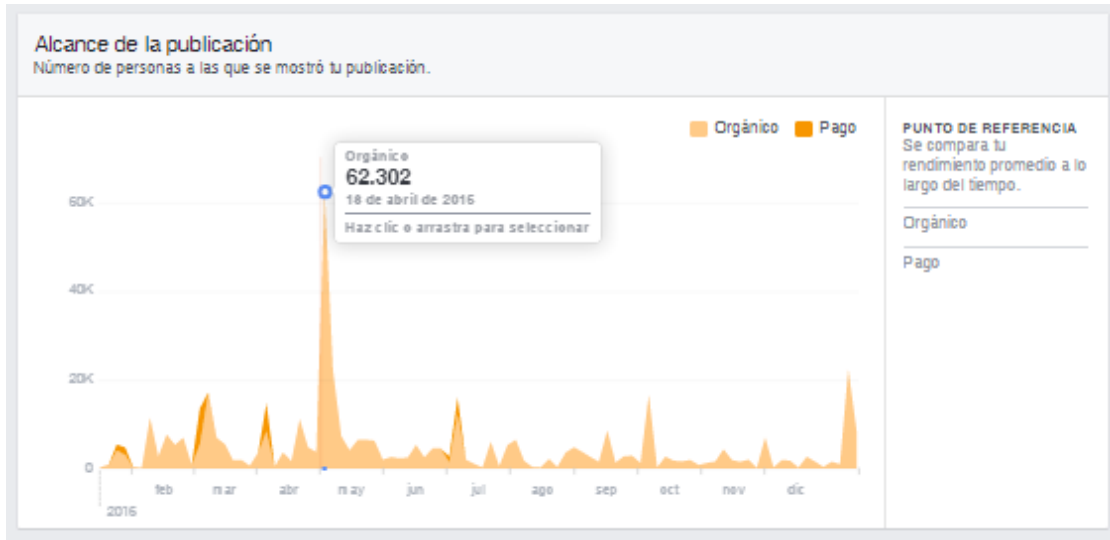 Alcance de la publicación
Número de personas a las que se mostró tu publicación.
Orgánico
Pago
Orgánico
62.302
18 de abril de 2016
Haz clic o arrastra para seleccionar
60K
40K
20K
0
feb
mar
abr
may
jun
jul
ago
sep
oct
nov
dic
2016
PUNTO DE REFERENCIA
Se compara tu
rendimiento promedio a lo
largo del tiempo.
Orgánico
Pago